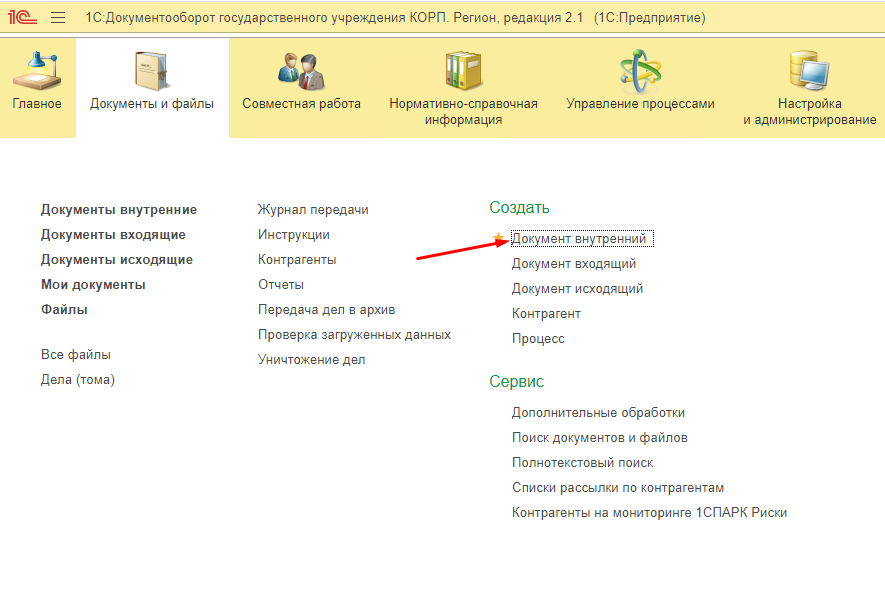 1С 1С:Документооборот государственного учреждения КОРП. Регион, редакция 2.1 (1С:Предприятие)
Главное
Документы и файлы
Совместная работа
Нормативно-справочная
информация
Управление процессами
Настройка
и администрирование
Документы внутренние
Документы входящие
Документы исходящие
Мои документы
Файлы
Все файлы
Дела (тома)
Журнал передачи
Инструкции
Контрагенты
Отчеты
Передача дел в архив
Проверка загруженных данных
Уничтожение дел
Создать
Документ внутренний
Документ входящий
Документ исходящий
Контрагент
Процесс
Сервис
Дополнительные обработки
Поиск документов и файлов
Полнотекстовый поиск
Списки рассылки по контрагентам
Контрагенты на мониторинге 1СПАРК Риски